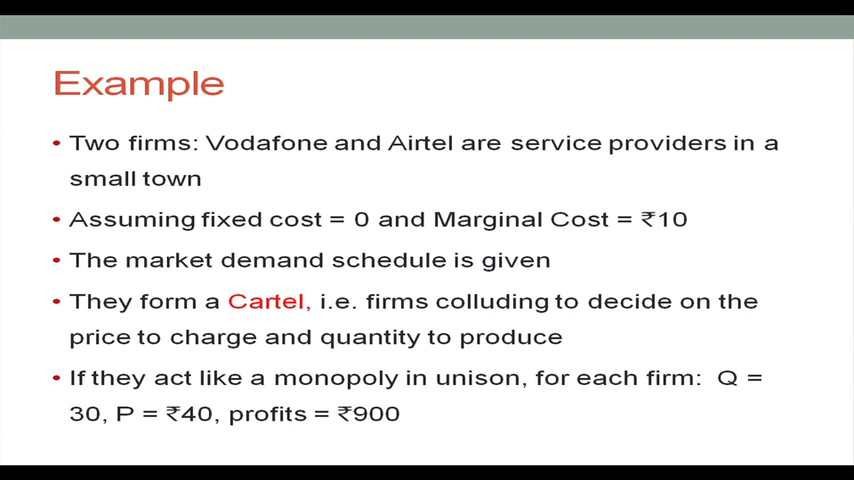 Example
• Two firms: Vodafone and Airtel are service providers in a
small town
• Assuming fixed cost = 0 and Marginal Cost = ₹10
• The market demand schedule is given
• They form a Cartel, i.e. firms colluding to decide on the
price to charge and quantity to produce
• If they act like a monopoly in unison, for each firm: Q =
30, P = ₹40, profits = ₹900